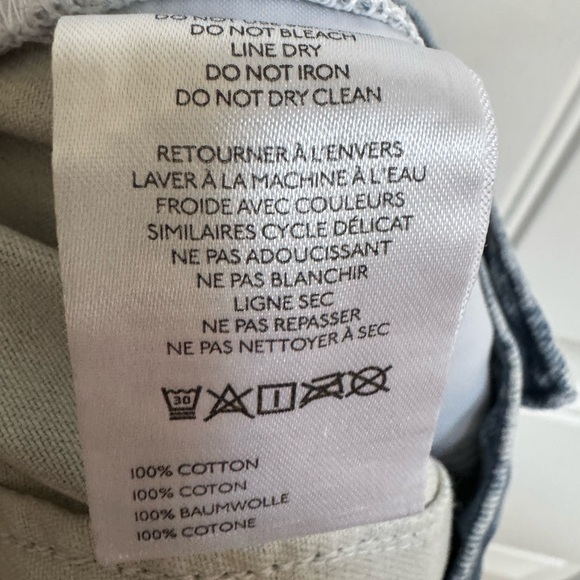 DO NOT BLEACH
LINE DRY
DO NOT IRON
DO NOT DRY CLEAN
RETOURNER À L'ENVERS
LAVER À LA MACHINE À L'EAU
FROIDE AVEC COULEURS
SIMILAIRES CYCLE DÉLICAT
NE PAS ADOUCISSANT
NE PAS BLANCHIR
LIGNE SEC
NE PAS REPASSER
NE PAS NETTOYER À SEC
30
100% COTTON
100% COTON
100% BAUMWOLLE
100% COTONE